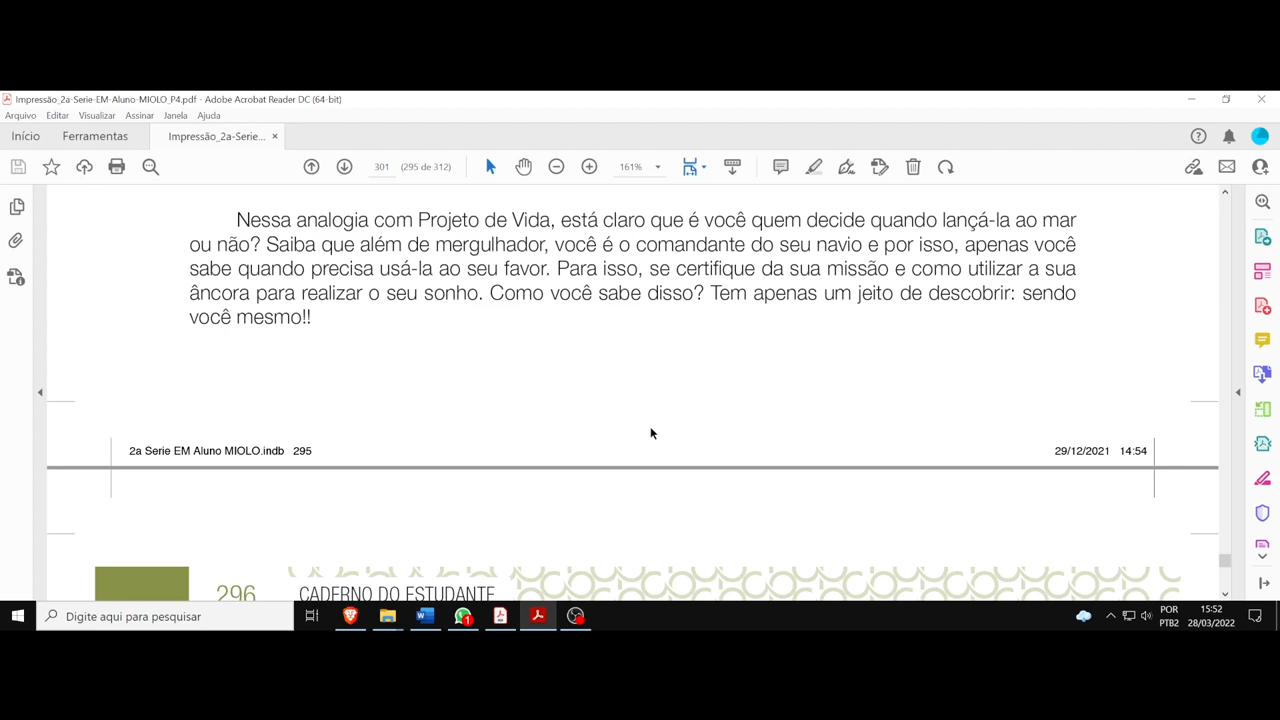 Impressão_2a-Serie-EM-Aluno-MIOLO_P4.pdf - Adobe Acrobat Reader DC (64-bit)
Arquivo Editar Visualizar Assinar Janela Ajuda
Início Ferramentas Impressão_2a-Serie... ×
301 (295 de 312) 161%
Nessa analogia com Projeto de Vida, está claro que é você quem decide quando lançá-la ao mar
ou não? Saiba que além de mergulhador, você é o comandante do seu navio e por isso, apenas você
sabe quando precisa usá-la ao seu favor. Para isso, se certifique da sua missão e como utilizar a sua
âncora para realizar o seu sonho. Como você sabe disso? Tem apenas um jeito de descobrir: sendo
você mesmo!!
2a Serie EM Aluno MIOLO.indb 295 29/12/2021 14:54
296 CADERNO DO ESTUDANTE
Digite aqui para pesquisar 1 POR 15:52
PTB2 28/03/2022